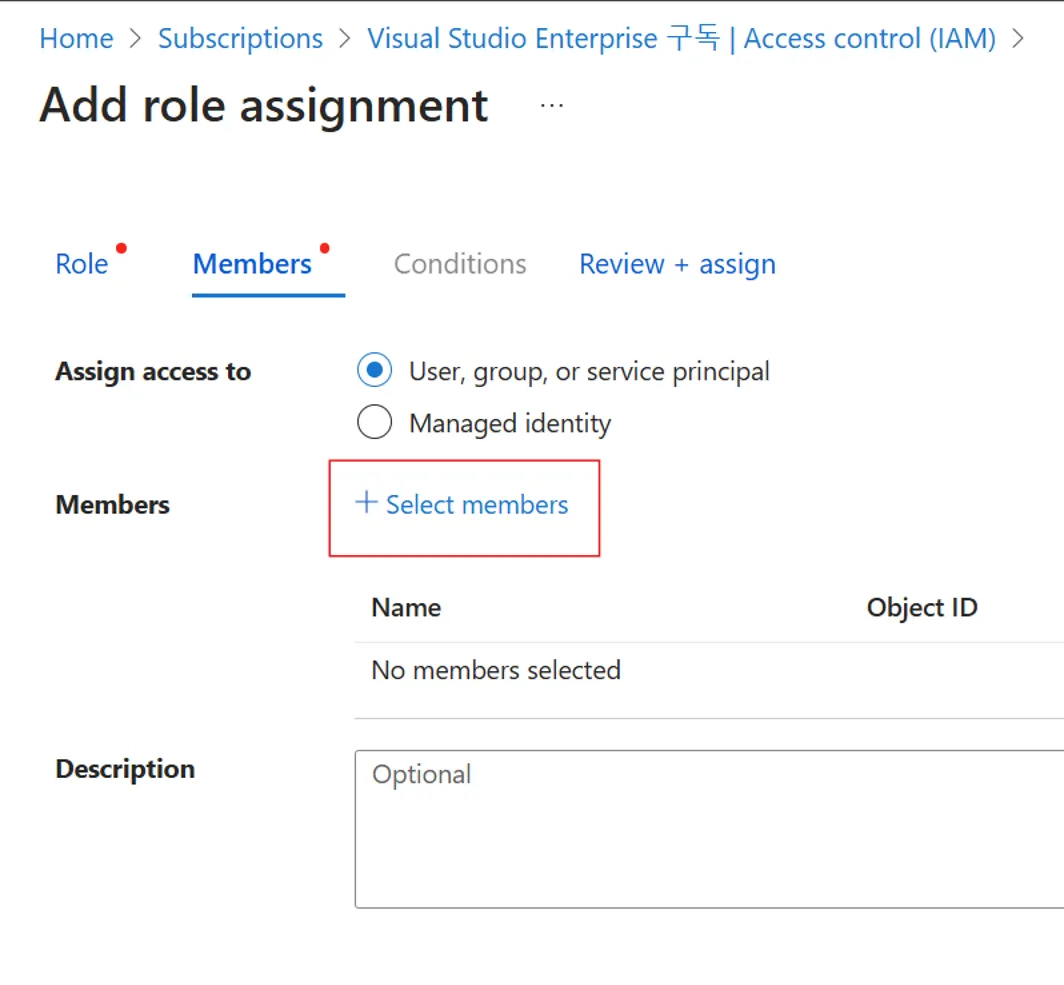 Home > Subscriptions > Visual Studio Enterprise 구독 | Access control (IAM) >
Add role assignment ...
Role Members Conditions Review + assign
Assign access to User, group, or service principal
Managed identity
Members + Select members
Name Object ID
No members selected
Description Optional